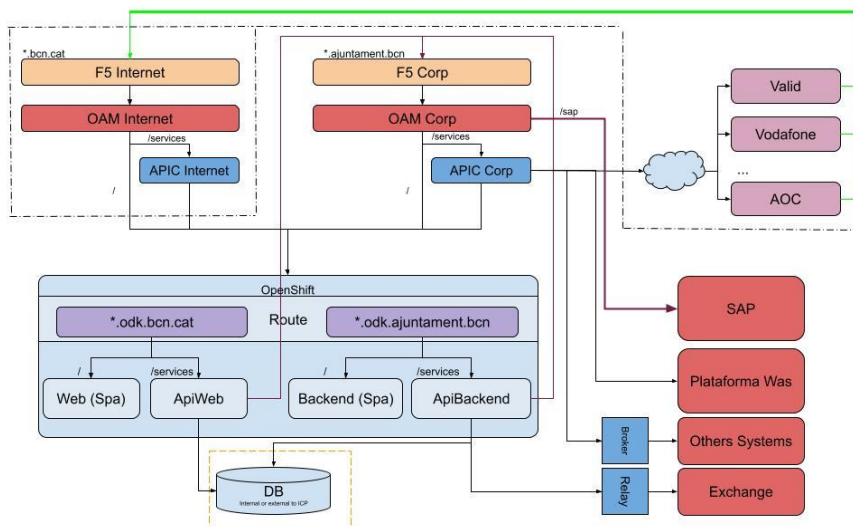 *.bcn.cat
*.ajuntament.bcn
F5 Internet
F5 Corp
OAM Internet
OAM Corp
/sap
/services
/services
APIC Internet
APIC Corp
/
/
Valid
Vodafone
...
AOC
OpenShift
*.odk.bcn.cat
Route
*.odk.ajuntament.bcn
/
/services
/
/services
Web (Spa)
ApiWeb
Backend (Spa)
ApiBackend
SAP
Plataforma Was
Broker
Others Systems
Relay
Exchange
DB
Internal or external to ICP